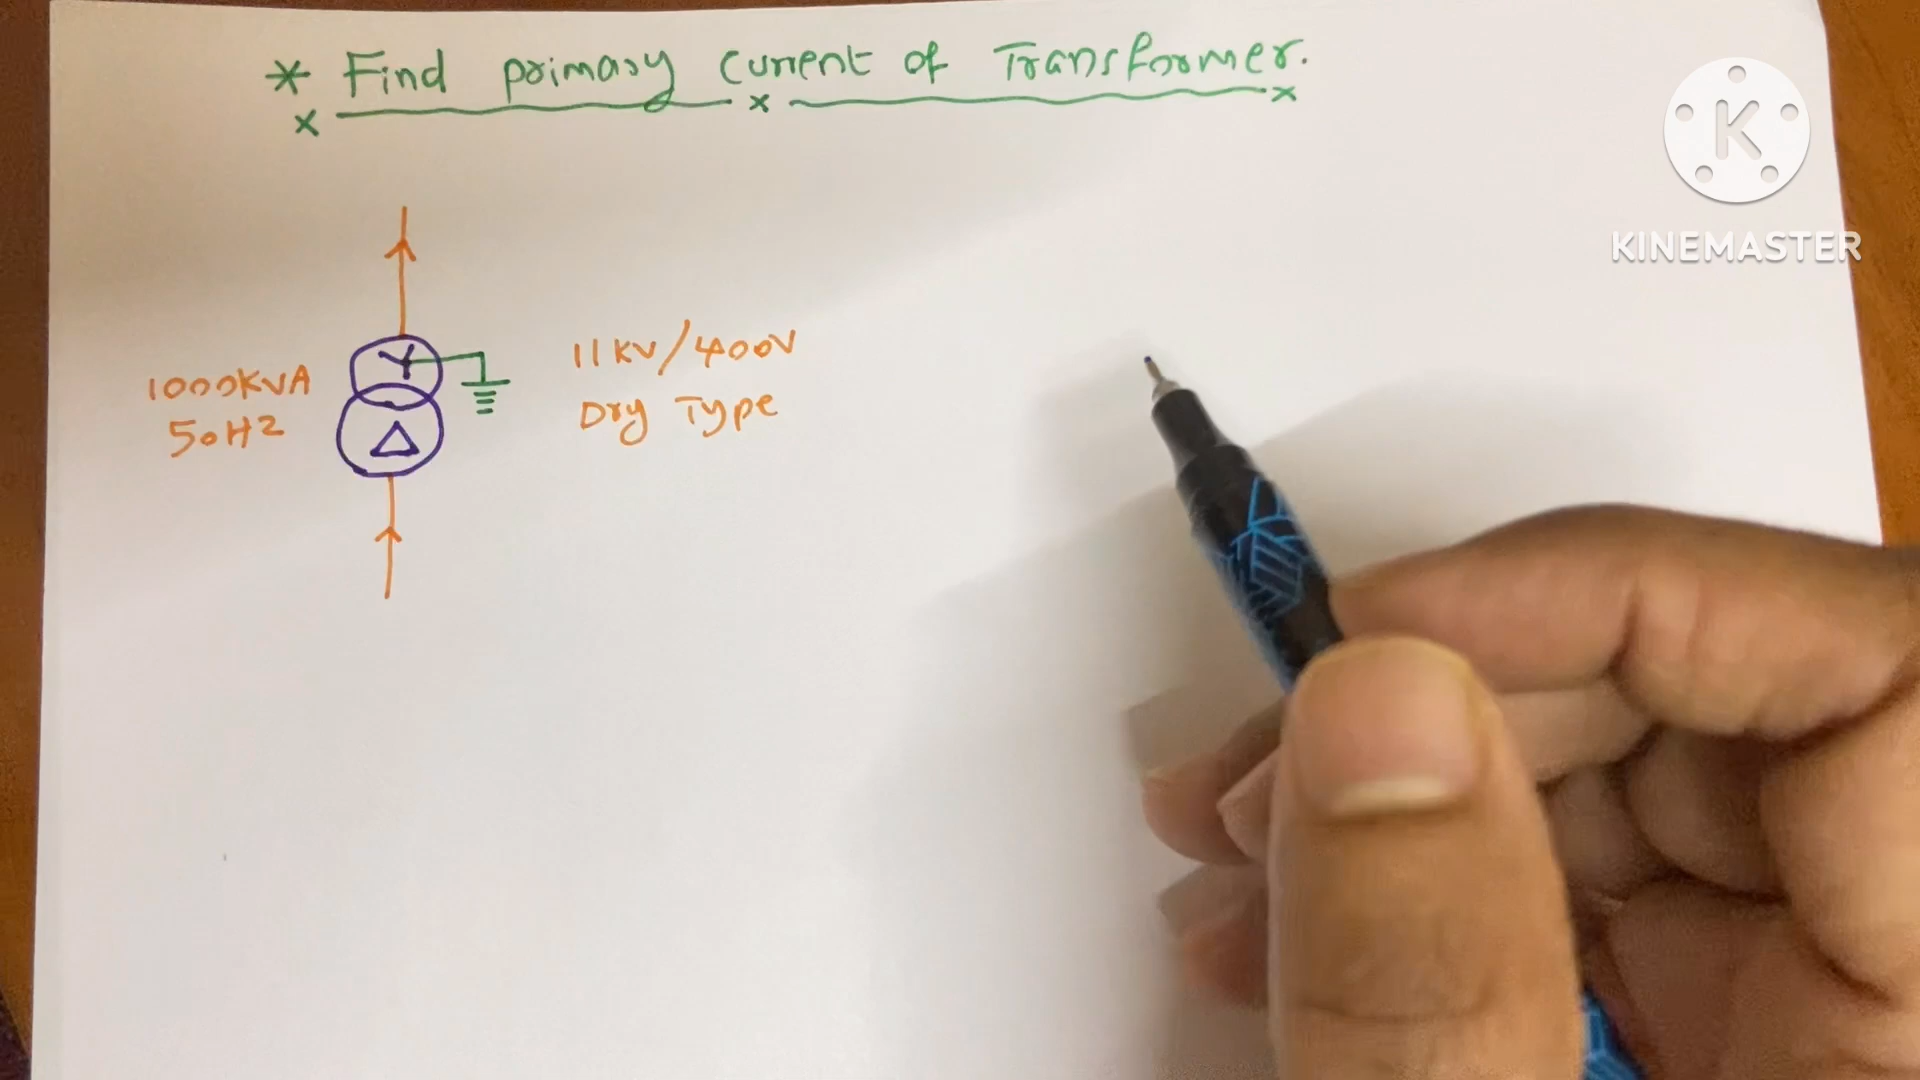 * Find primary current of Transformer.
K
KINEMASTER
1000KVA
50HZ
11KV/400V
Dry Type